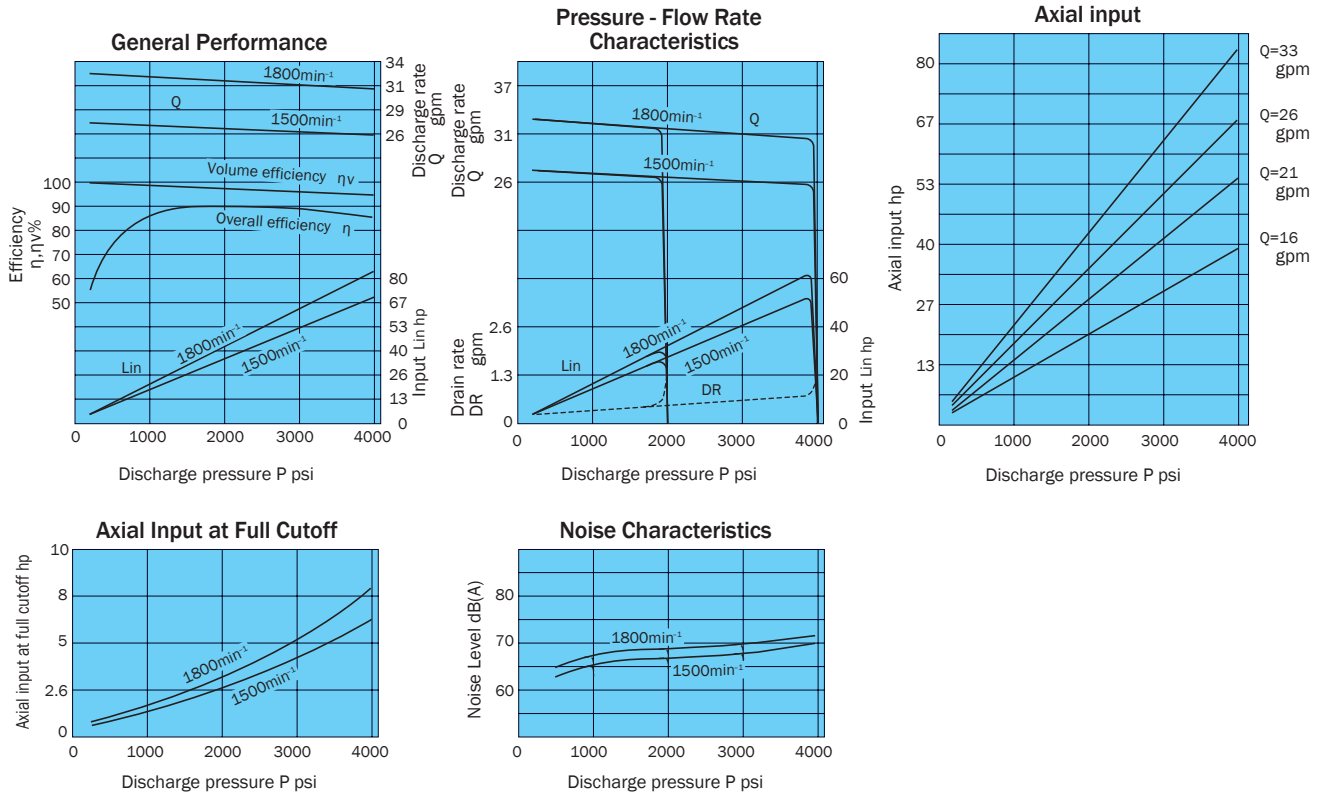 General Performance
1800min-1
Q
1500min-1
Volume efficiency ηv
Overall efficiency η
Lin
1800min-1
1500min-1
Efficiency
η,ηv%
100
90
80
70
60
50
34
31
29
26
Discharge rate
Q gpm
80
67
53
40
26
13
0
Input Lin hp
0 1000 2000 3000 4000
Discharge pressure P psi
Pressure - Flow Rate
Characteristics
Discharge rate
Q gpm
37
31
26
Drain rate
DR gpm
2.6
1.3
0
1800min-1
Q
1500min-1
Lin
1800min-1
1500min-1
DR
60
40
20
0
Input Lin hp
0 1000 2000 3000 4000
Discharge pressure P psi
Axial input
Axial input hp
80
67
53
40
27
13
Q=33
gpm
Q=26
gpm
Q=21
gpm
Q=16
gpm
0 1000 2000 3000 4000
Discharge pressure P psi
Axial Input at Full Cutoff
Axial input at full cutoff hp
10
8
5
2.6
0
1800min-1
1500min-1
0 1000 2000 3000 4000
Discharge pressure P psi
Noise Characteristics
Noise Level dB(A)
80
70
60
1800min-1
1500min-1
0 1000 2000 3000 4000
Discharge pressure P psi